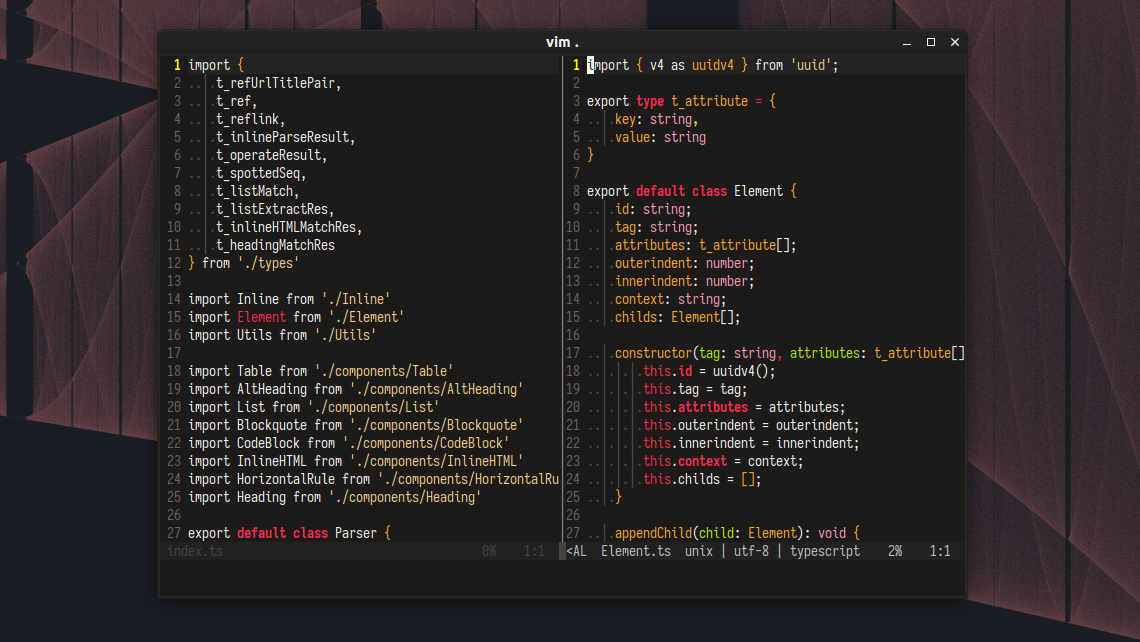 vim .
1 import {
2 t_refUrlTitlePair,
3 t_ref,
4 t_reflink,
5 t_inlineParseResult,
6 t_operateResult,
7 t_spottedSeq,
8 t_listMatch,
9 t_listExtractRes,
10 t_inlineHTMLMatchRes,
11 t_headingMatchRes
12 } from './types'
13
14 import Inline from './Inline'
15 import Element from './Element'
16 import Utils from './Utils'
17
18 import Table from './components/Table'
19 import AltHeading from './components/AltHeading'
20 import List from './components/List'
21 import Blockquote from './components/Blockquote'
22 import CodeBlock from './components/CodeBlock'
23 import InlineHTML from './components/InlineHTML'
24 import HorizontalRule from './components/HorizontalRu
25 import Heading from './components/Heading'
26
27 export default class Parser {
index.ts 0% 1:1
1 import { v4 as uuidv4 } from 'uuid';
2
3 export type t_attribute = {
4 key: string,
5 value: string
6 }
7
8 export default class Element {
9 id: string;
10 tag: string;
11 attributes: t_attribute[];
12 outerindent: number;
13 innerindent: number;
14 context: string;
15 childs: Element[];
16
17 constructor(tag: string, attributes: t_attribute[]
18 this.id = uuidv4();
19 this.tag = tag;
20 this.attributes = attributes;
21 this.outerindent = outerindent;
22 this.innerindent = innerindent;
23 this.context = context;
24 this.childs = [];
25 }
26
27 appendChild(child: Element): void {
<AL Element.ts unix | utf-8 | typescript 2% 1:1